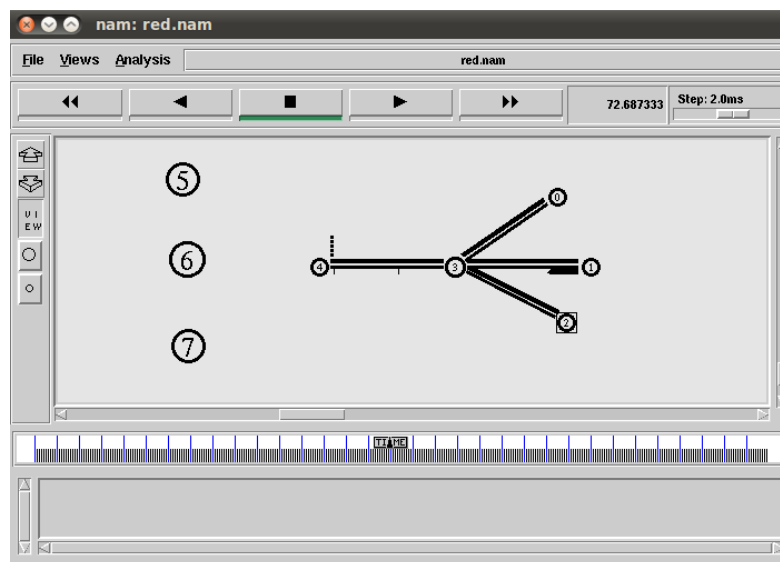 nam: red.nam
File Views Analysis red.nam
72.687333 Step: 2.0ms
V I
E W
5
0
6
4 3 1
2
7
TIME